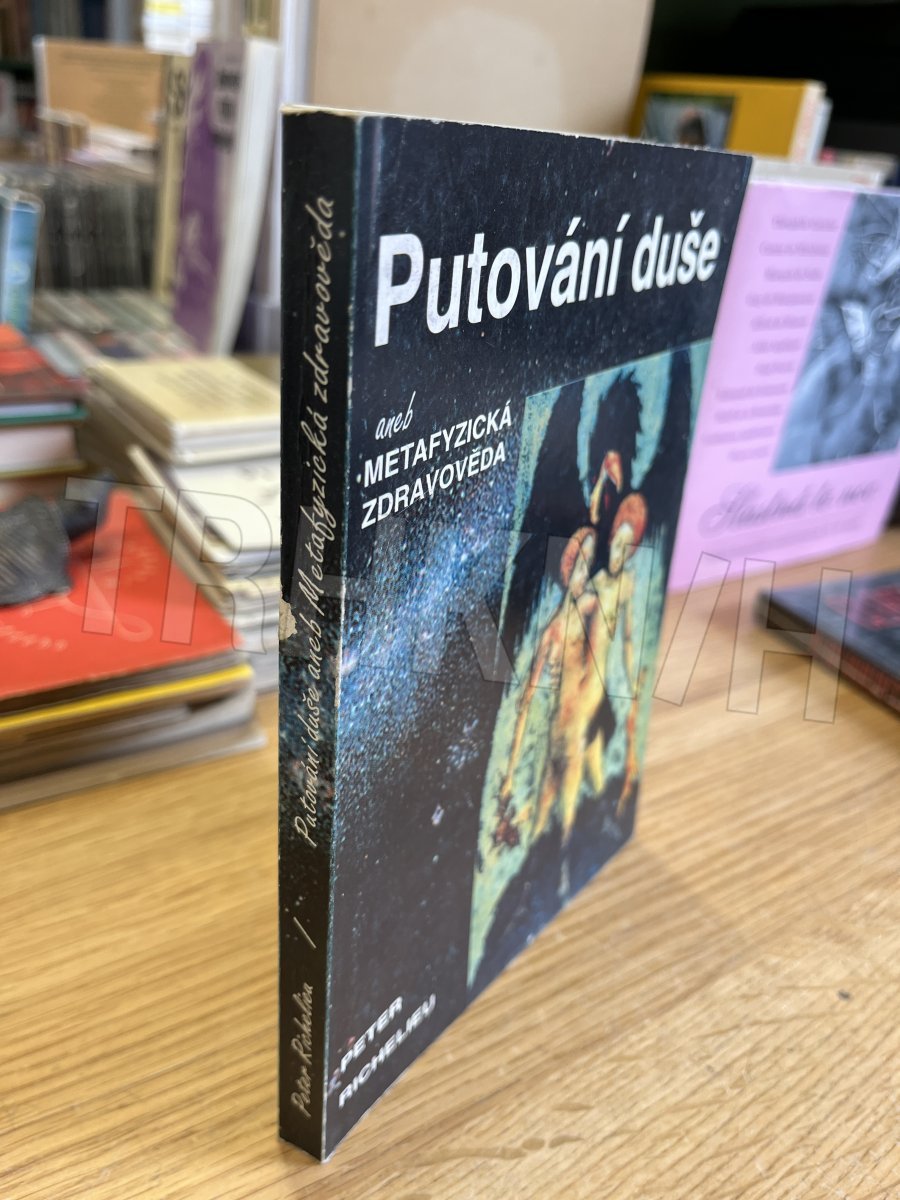 Putování duše
aneb
METAFYZICKÁ
ZDRAVOVĚDA
PETER
RICHELIEU
Peter Richelieu / Putování duše aneb Metafyzická zdravověda